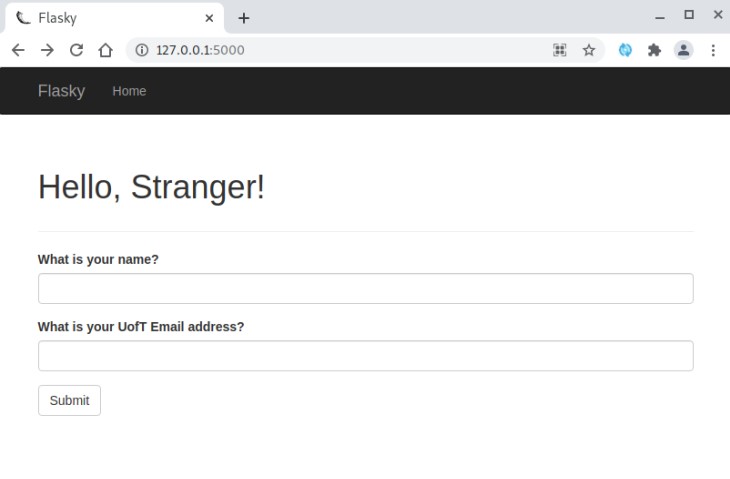 Flasky
127.0.0.1:5000
Flasky Home
Hello, Stranger!
What is your name?
What is your UofT Email address?
Submit